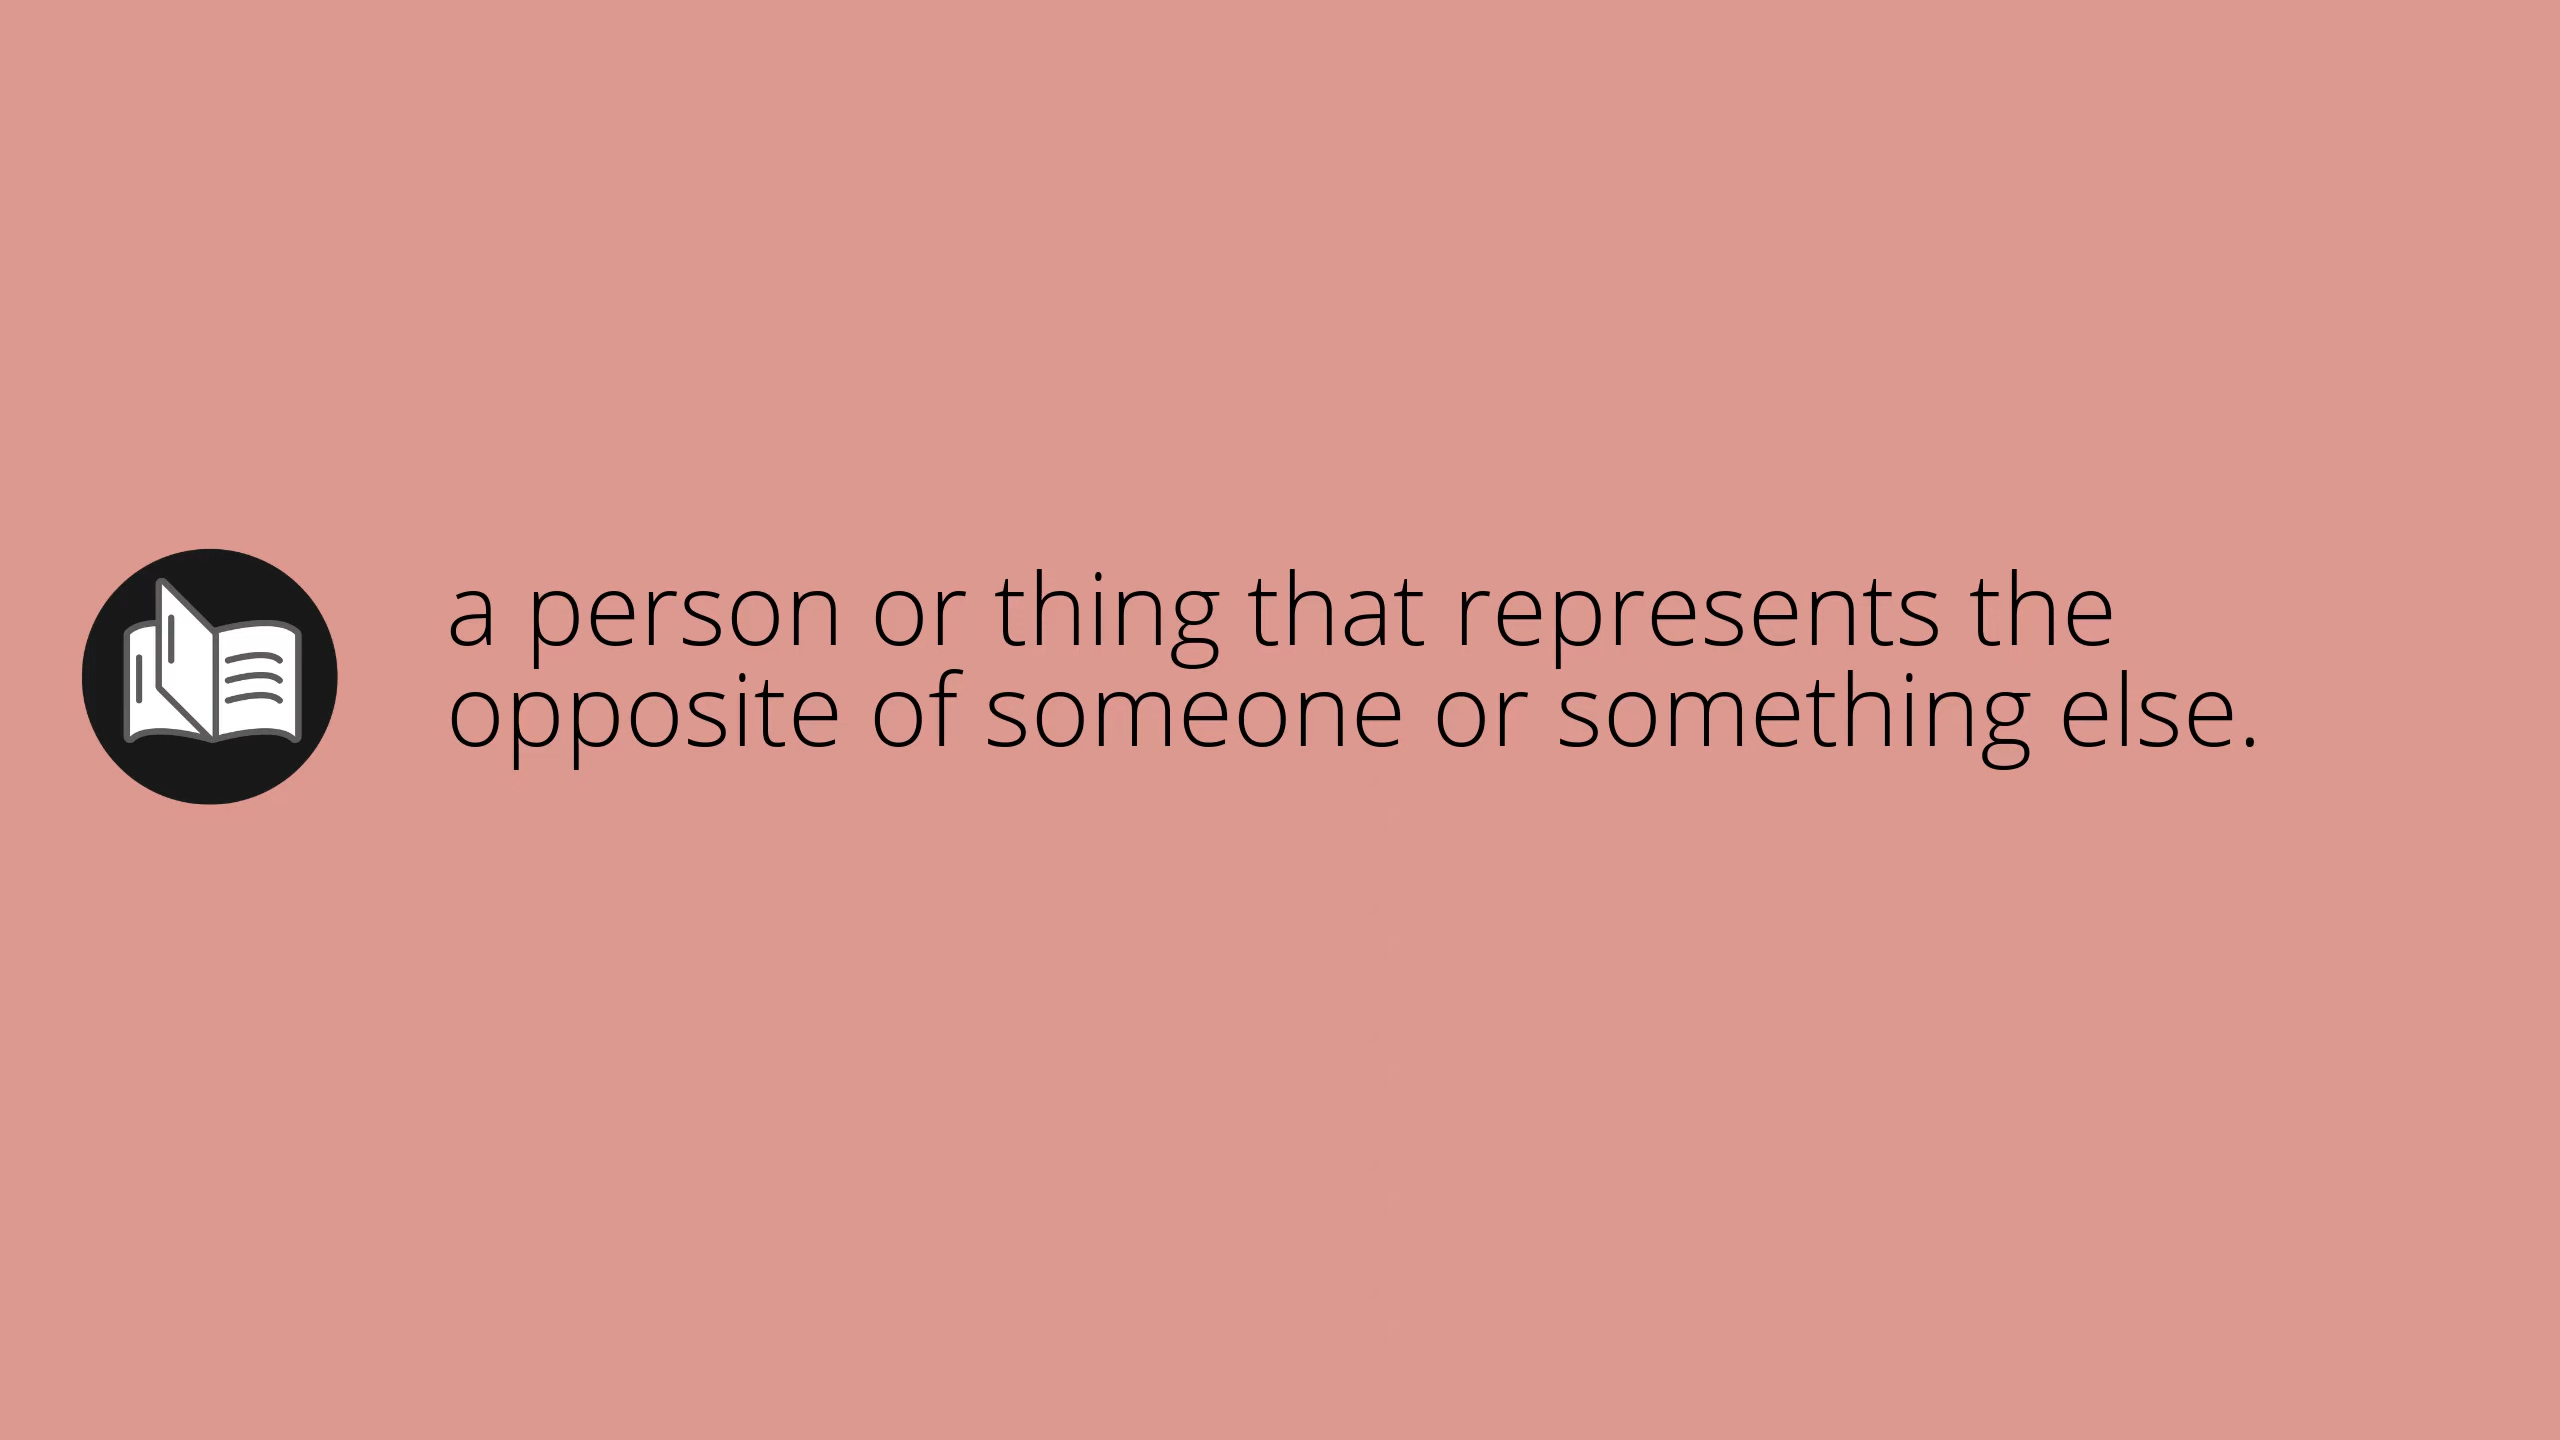 a person or thing that represents the
opposite of someone or something else.